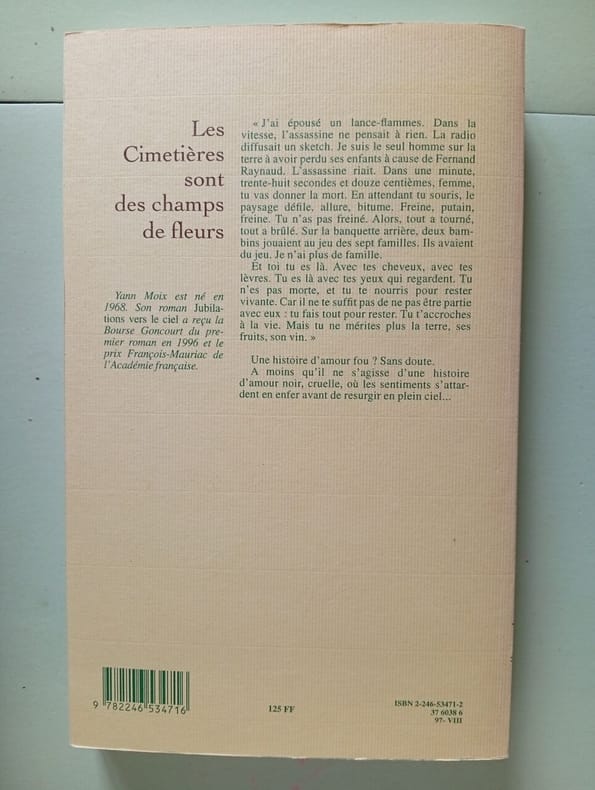 Les
Cimetières
sont
des champs
de fleurs
Yann Moix est né en
1968. Son roman Jubila-
tions vers le ciel a reçu la
Bourse Goncourt du pre-
mier roman en 1996 et le
prix François-Mauriac de
l'Académie française.
« J'ai épousé un lance-flammes. Dans la
vitesse, l'assassine ne pensait à rien. La radio
diffusait un sketch. Je suis le seul homme sur la
terre à avoir perdu ses enfants à cause de Fernand
Raynaud. L'assassine riait. Dans une minute,
trente-huit secondes et douze centièmes, femme,
tu vas donner la mort. En attendant tu souris, le
paysage défile, allure, bitume. Freine, putain,
freine. Tu n'as pas freiné. Alors, tout a tourné,
tout a brûlé. Sur la banquette arrière, deux bam-
bins jouaient au jeu des sept familles. Ils avaient
du jeu. Je n'ai plus de famille.
Et toi tu es là. Avec tes cheveux, avec tes
lèvres. Tu es là avec tes yeux qui regardent. Tu
n'es pas morte, et tu te nourris pour rester
vivante. Car il ne te suffit pas de ne pas être partie
avec eux : tu fais tout pour rester. Tu t'accroches
à la vie. Mais tu ne mérites plus la terre, ses
fruits, son vin. »
Une histoire d'amour fou ? Sans doute.
A moins qu'il ne s'agisse d'une histoire
d'amour noir, cruelle, où les sentiments s'attar-
dent en enfer avant de resurgir en plein ciel...
9 782246 534716
125 FF
ISBN 2-246-53471-2
37 6038 6
97- VIII